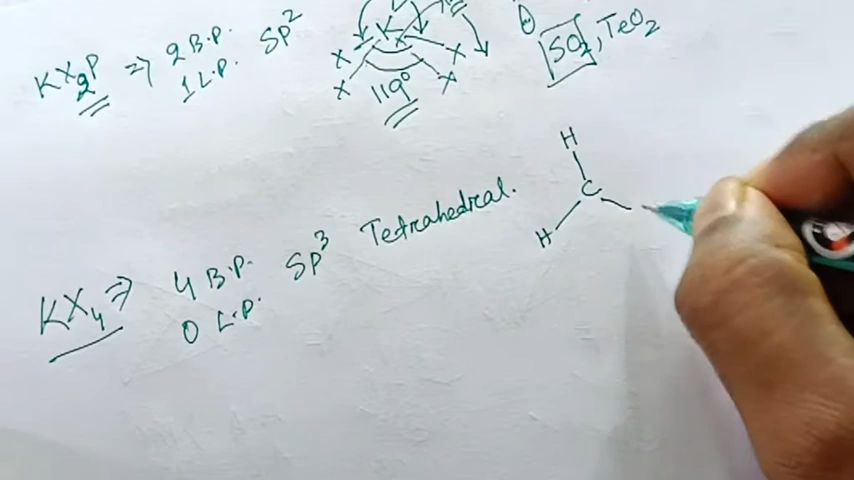 KX₂P ⇒ 2 B.P. SP²
1 L.P.
K
X X
X X
119°
SO₂, TeO₂
KX₄ ⇒ 4 B.P. SP³ Tetrahedral.
0 L.P.
H
C
H